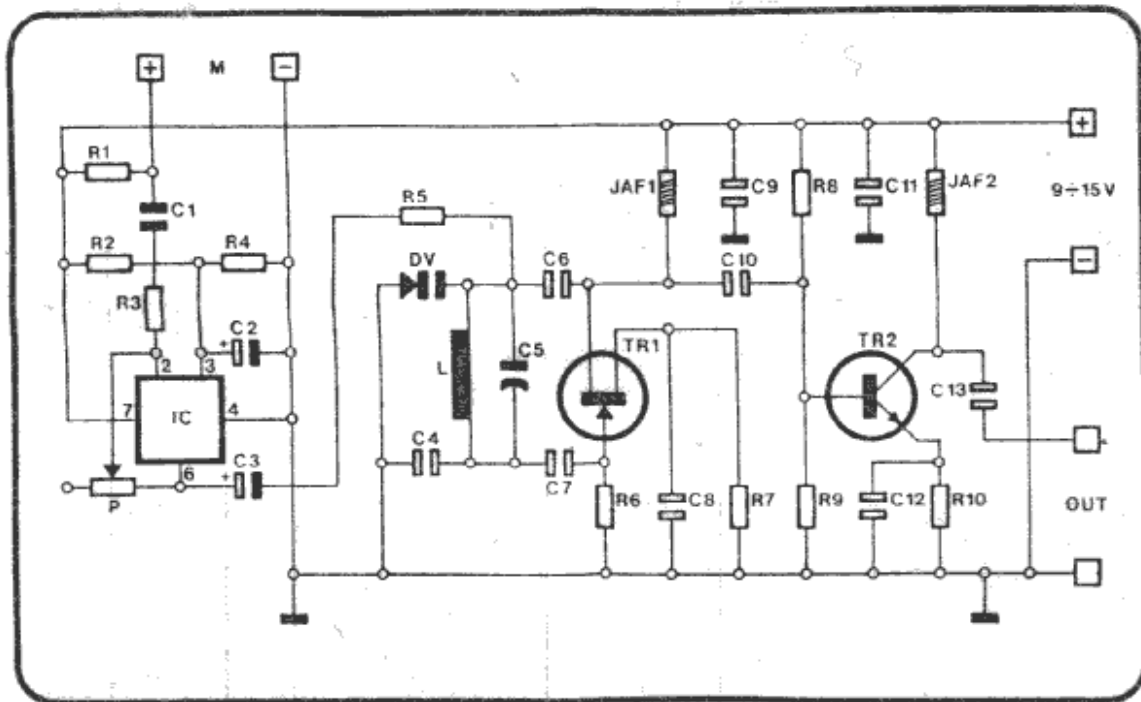 + M -
+
R1
JAF1
C9
R8
C11
JAF2
9÷15V
C1
R5
R2
R4
DV
C6
C10
-
R3
C2
+
L
C5
TR1
TR2
2
3
C13
7
IC
4
C4
6
C3
+
C7
P
R6
C8
R7
R9
C12
R10
OUT